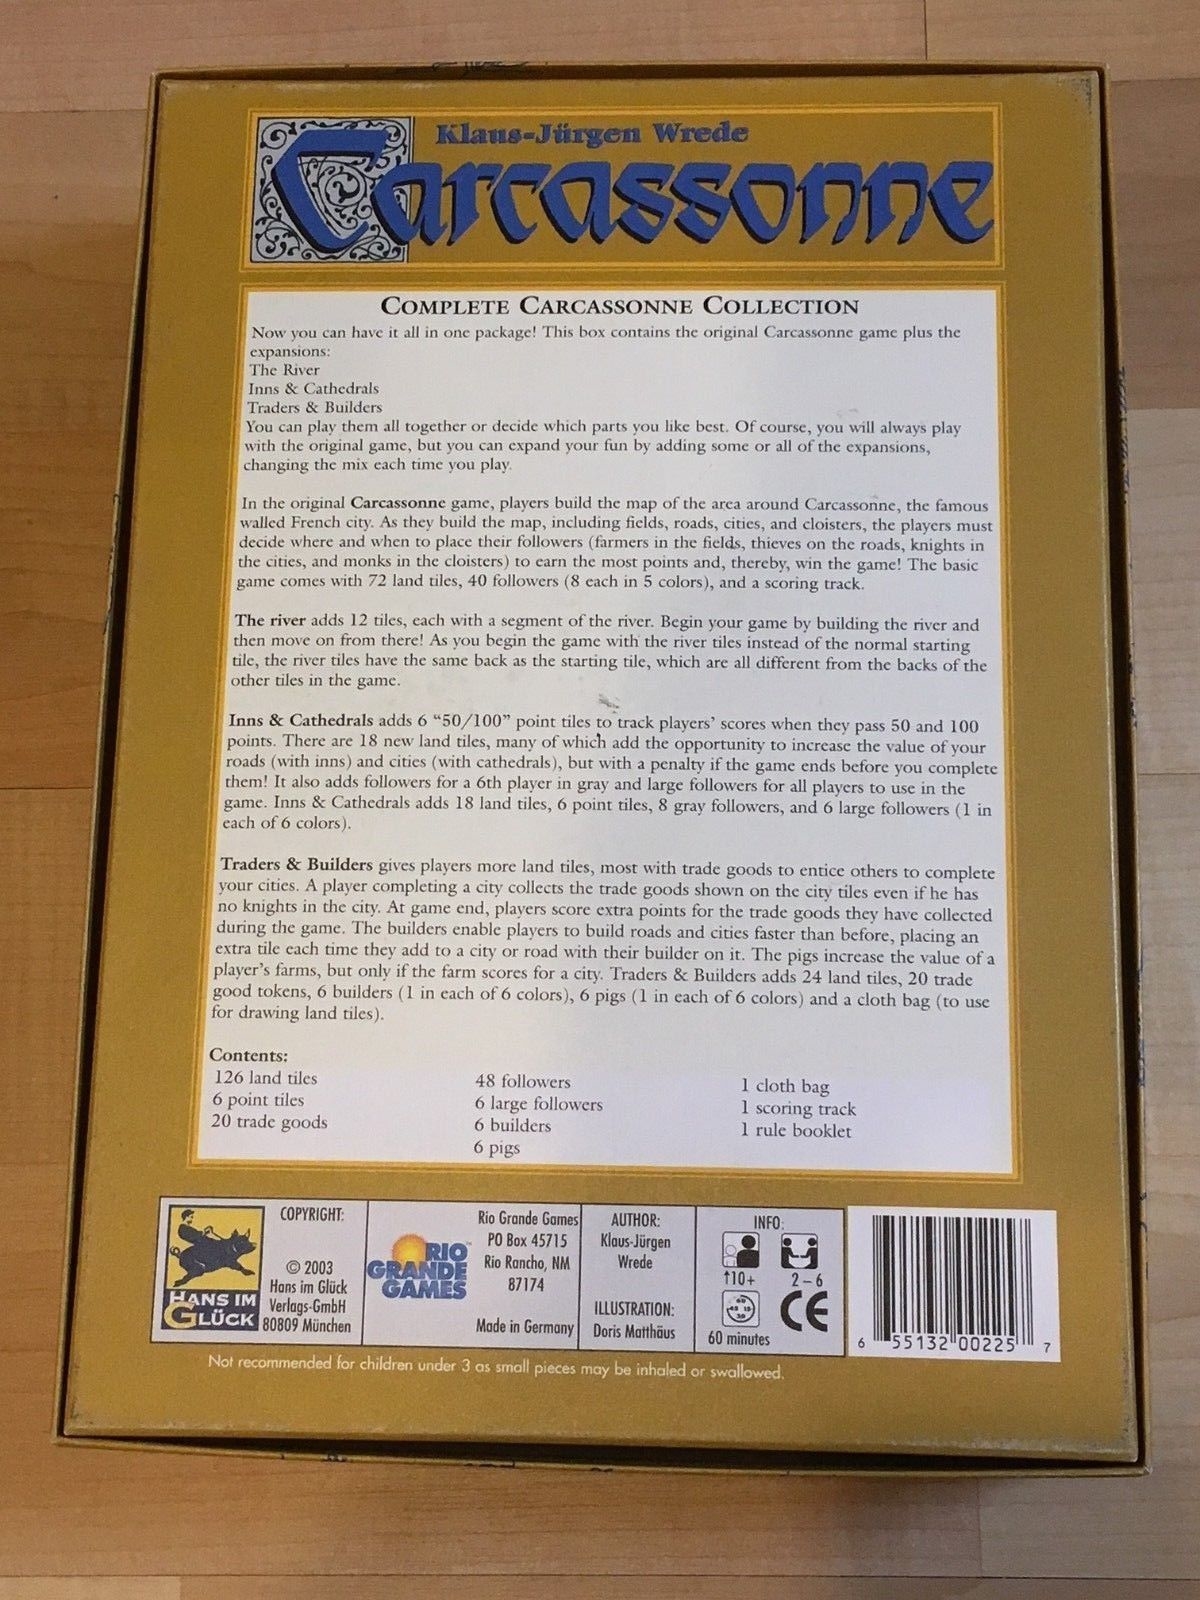 Klaus-Jürgen Wrede
Carcassonne
COMPLETE CARCASSONNE COLLECTION
Now you can have it all in one package! This box contains the original Carcassonne game plus the
expansions:
The River
Inns & Cathedrals
Traders & Builders
You can play them all together or decide which parts you like best. Of course, you will always play
with the original game, but you can expand your fun by adding some or all of the expansions,
changing the mix each time you play.
In the original Carcassonne game, players build the map of the area around Carcassonne, the famous
walled French city. As they build the map, including fields, roads, cities, and cloisters, the players must
decide where and when to place their followers (farmers in the fields, thieves on the roads, knights in
the cities, and monks in the cloisters) to earn the most points and, thereby, win the game! The basic
game comes with 72 land tiles, 40 followers (8 each in 5 colors), and a scoring track.
The river adds 12 tiles, each with a segment of the river. Begin your game by building the river and
then move on from there! As you begin the game with the river tiles instead of the normal starting
tile, the river tiles have the same back as the starting tile, which are all different from the backs of the
other tiles in the game.
Inns & Cathedrals adds 6 “50/100” point tiles to track players’ scores when they pass 50 and 100
points. There are 18 new land tiles, many of which add the opportunity to increase the value of your
roads (with inns) and cities (with cathedrals), but with a penalty if the game ends before you complete
them! It also adds followers for a 6th player in gray and large followers for all players to use in the
game. Inns & Cathedrals adds 18 land tiles, 6 point tiles, 8 gray followers, and 6 large followers (1 in
each of 6 colors).
Traders & Builders gives players more land tiles, most with trade goods to entice others to complete
your cities. A player completing a city collects the trade goods shown on the city tiles even if he has
no knights in the city. At game end, players score extra points for the trade goods they have collected
during the game. The builders enable players to build roads and cities faster than before, placing an
extra tile each time they add to a city or road with their builder on it. The pigs increase the value of a
player’s farms, but only if the farm scores for a city. Traders & Builders adds 24 land tiles, 20 trade
good tokens, 6 builders (1 in each of 6 colors), 6 pigs (1 in each of 6 colors) and a cloth bag (to use
for drawing land tiles).
Contents:
126 land tiles
6 point tiles
20 trade goods
48 followers
6 large followers
6 builders
6 pigs
1 cloth bag
1 scoring track
1 rule booklet
HANS IM
GLÜCK
COPYRIGHT:
© 2003
Hans im Glück
Verlags-GmbH
80809 München
RIO
GRANDE
GAMES
Rio Grande Games
PO Box 45715
Rio Rancho, NM
87174
Made in Germany
AUTHOR:
Klaus-Jürgen
Wrede
ILLUSTRATION:
Doris Matthäus
INFO:
↑10+
2–6
60 minutes
CE
6 55132 00225 7
Not recommended for children under 3 as small pieces may be inhaled or swallowed.